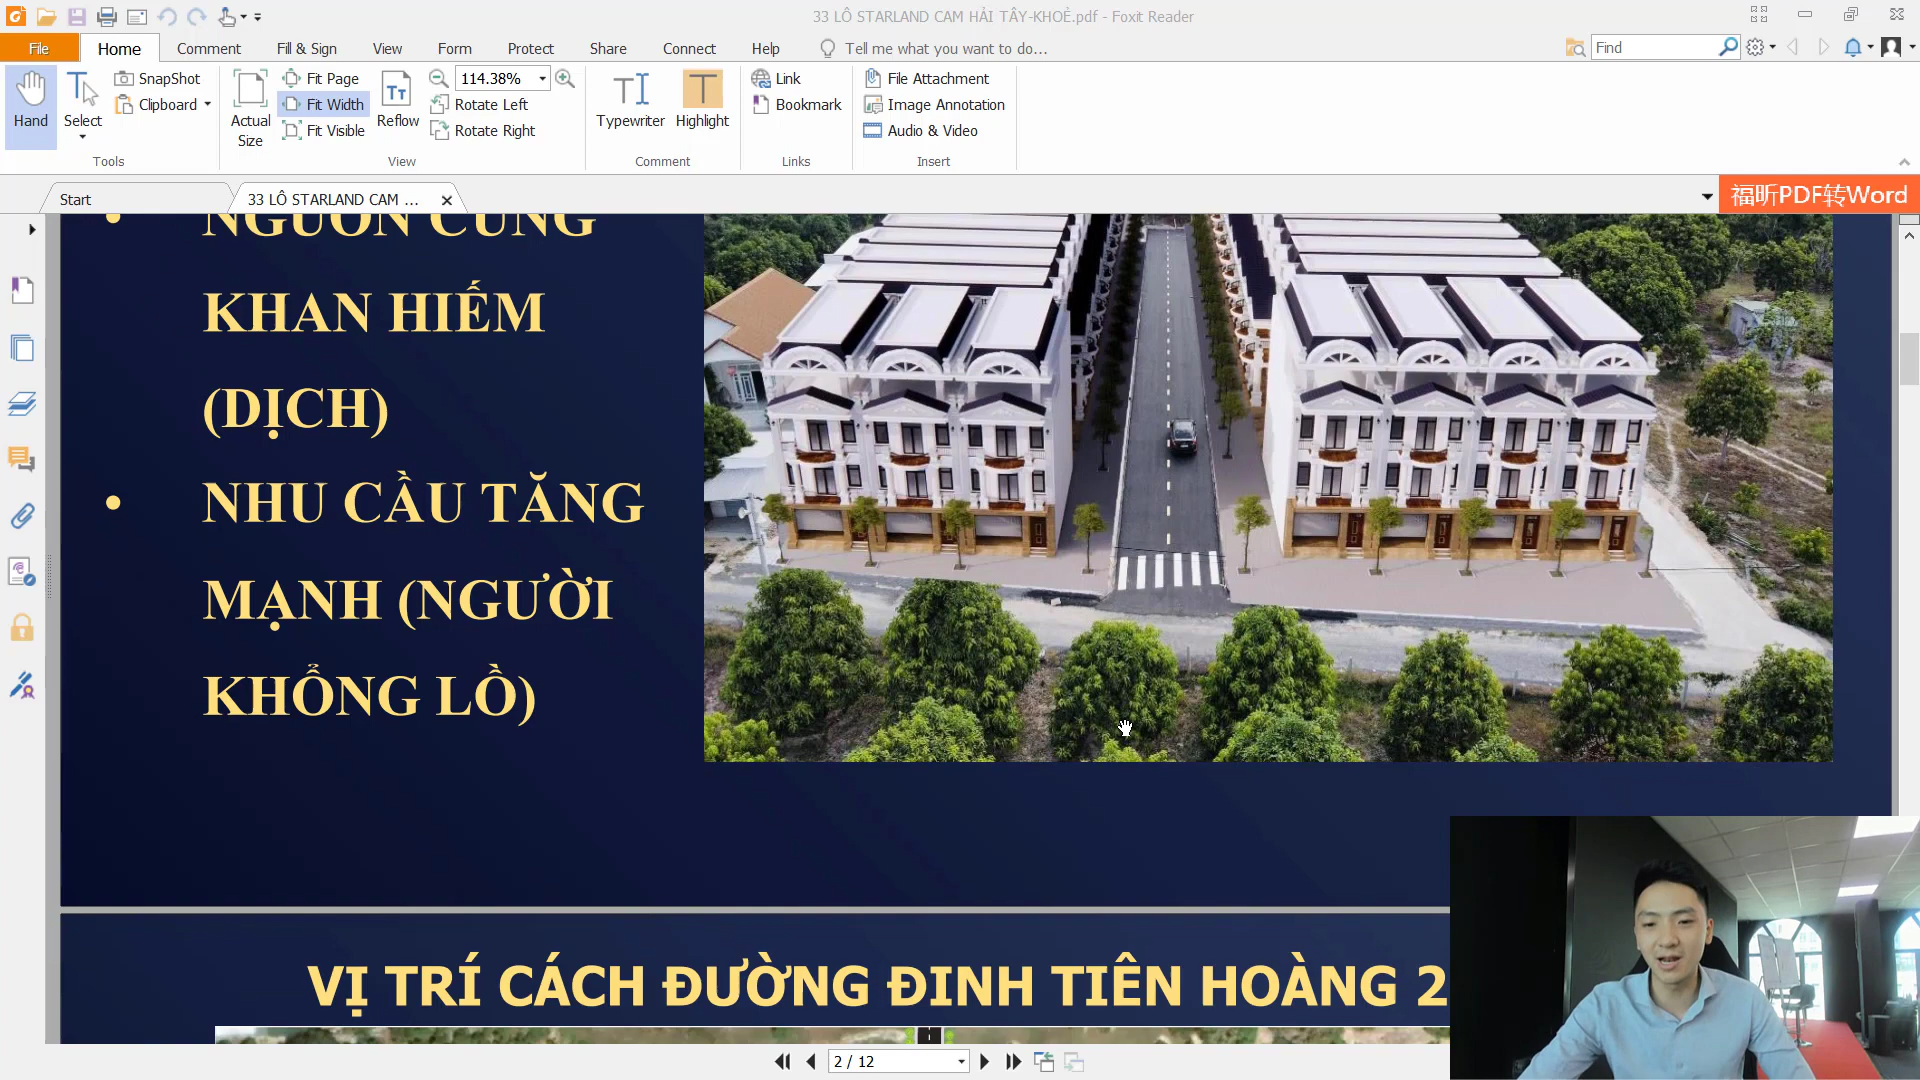 33 LÔ STARLAND CAM HẢI TÂY-KHOẺ.pdf - Foxit Reader
File Home Comment Fill & Sign View Form Protect Share Connect Help Tell me what you want to do... Find
Hand Select SnapShot Clipboard Actual Size Fit Page Fit Width Fit Visible Reflow 114.38% Rotate Left Rotate Right Typewriter Highlight Link Bookmark File Attachment Image Annotation Audio & Video
Tools View Comment Links Insert
Start 33 LÔ STARLAND CAM ... 福昕PDF转Word
• NGUỒN CUNG
KHAN HIẾM
(DỊCH)
• NHU CẦU TĂNG
MẠNH (NGƯỜI
KHỔNG LỒ)
VỊ TRÍ CÁCH ĐƯỜNG ĐINH TIÊN HOÀNG 2
2 / 12